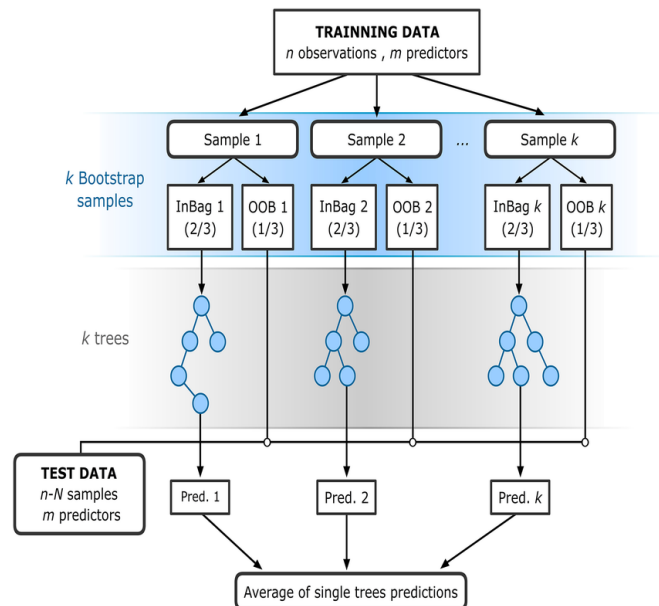 TRAINNING DATA
n observations , m predictors
Sample 1
Sample 2
...
Sample k
k Bootstrap
samples
InBag 1
(2/3)
OOB 1
(1/3)
InBag 2
(2/3)
OOB 2
(1/3)
InBag k
(2/3)
OOB k
(1/3)
k trees
TEST DATA
n-N samples
m predictors
Pred. 1
Pred. 2
Pred. k
Average of single trees predictions